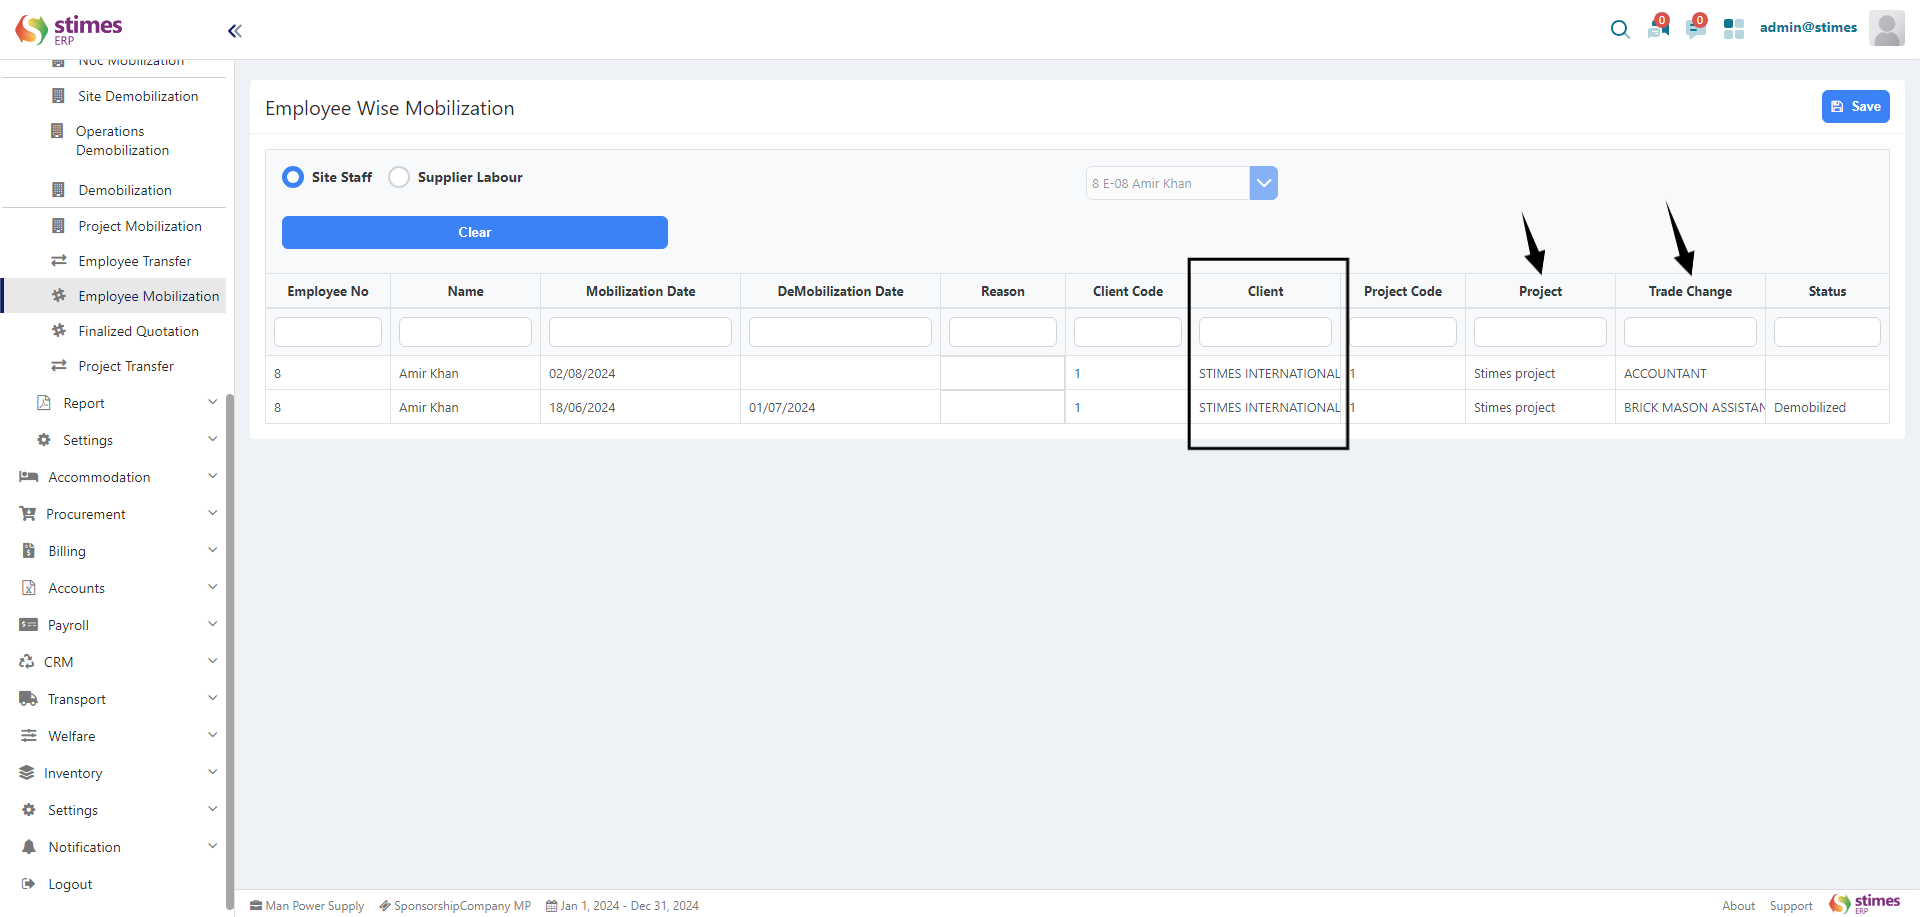 stimes
ERP
0
0
admin@stimes
Noc Mobilization
Site Demobilization
Operations
Demobilization
Demobilization
Project Mobilization
Employee Transfer
Employee Mobilization
Finalized Quotation
Project Transfer
Report
Settings
Accommodation
Procurement
Billing
Accounts
Payroll
CRM
Transport
Welfare
Inventory
Settings
Notification
Logout
Employee Wise Mobilization
Save
Site Staff Supplier Labour
8 E-08 Amir Khan
Clear
Employee No Name Mobilization Date DeMobilization Date Reason Client Code Client Project Code Project Trade Change Status
8 Amir Khan 02/08/2024 1 STIMES INTERNATIONAL 1 Stimes project ACCOUNTANT
8 Amir Khan 18/06/2024 01/07/2024 1 STIMES INTERNATIONAL 1 Stimes project BRICK MASON ASSISTAN Demobilized
Man Power Supply SponsorshipCompany MP Jan 1, 2024 - Dec 31, 2024
About Support stimes
ERP